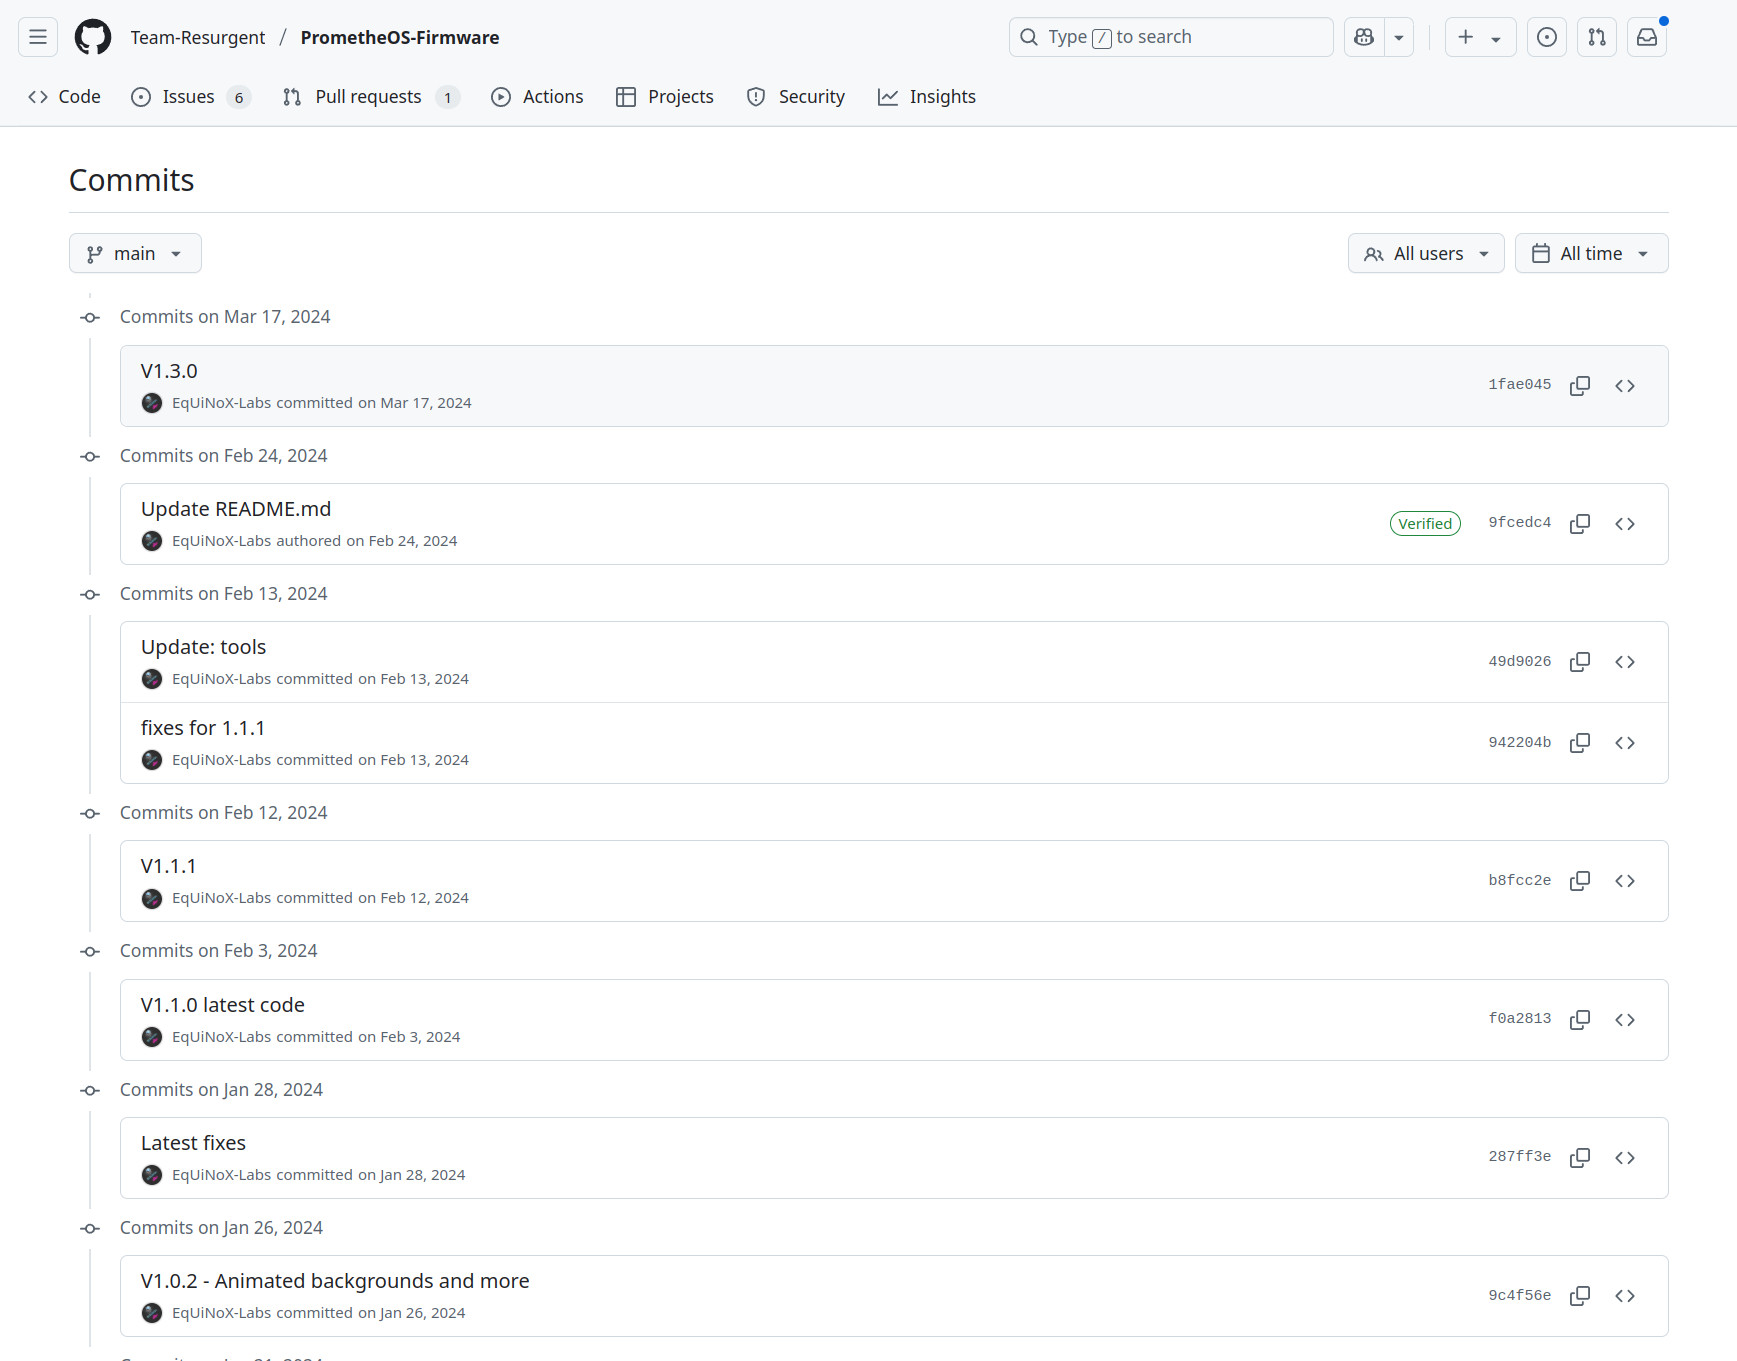 Team-Resurgent / PrometheOS-Firmware
Type / to search
Code
Issues 6
Pull requests 1
Actions
Projects
Security
Insights
Commits
main
All users
All time
Commits on Mar 17, 2024
V1.3.0
EqUiNoX-Labs committed on Mar 17, 2024
1fae045
Commits on Feb 24, 2024
Update README.md
EqUiNoX-Labs authored on Feb 24, 2024
Verified
9fcedc4
Commits on Feb 13, 2024
Update: tools
EqUiNoX-Labs committed on Feb 13, 2024
49d9026
fixes for 1.1.1
EqUiNoX-Labs committed on Feb 13, 2024
942204b
Commits on Feb 12, 2024
V1.1.1
EqUiNoX-Labs committed on Feb 12, 2024
b8fcc2e
Commits on Feb 3, 2024
V1.1.0 latest code
EqUiNoX-Labs committed on Feb 3, 2024
f0a2813
Commits on Jan 28, 2024
Latest fixes
EqUiNoX-Labs committed on Jan 28, 2024
287ff3e
Commits on Jan 26, 2024
V1.0.2 - Animated backgrounds and more
EqUiNoX-Labs committed on Jan 26, 2024
9c4f56e